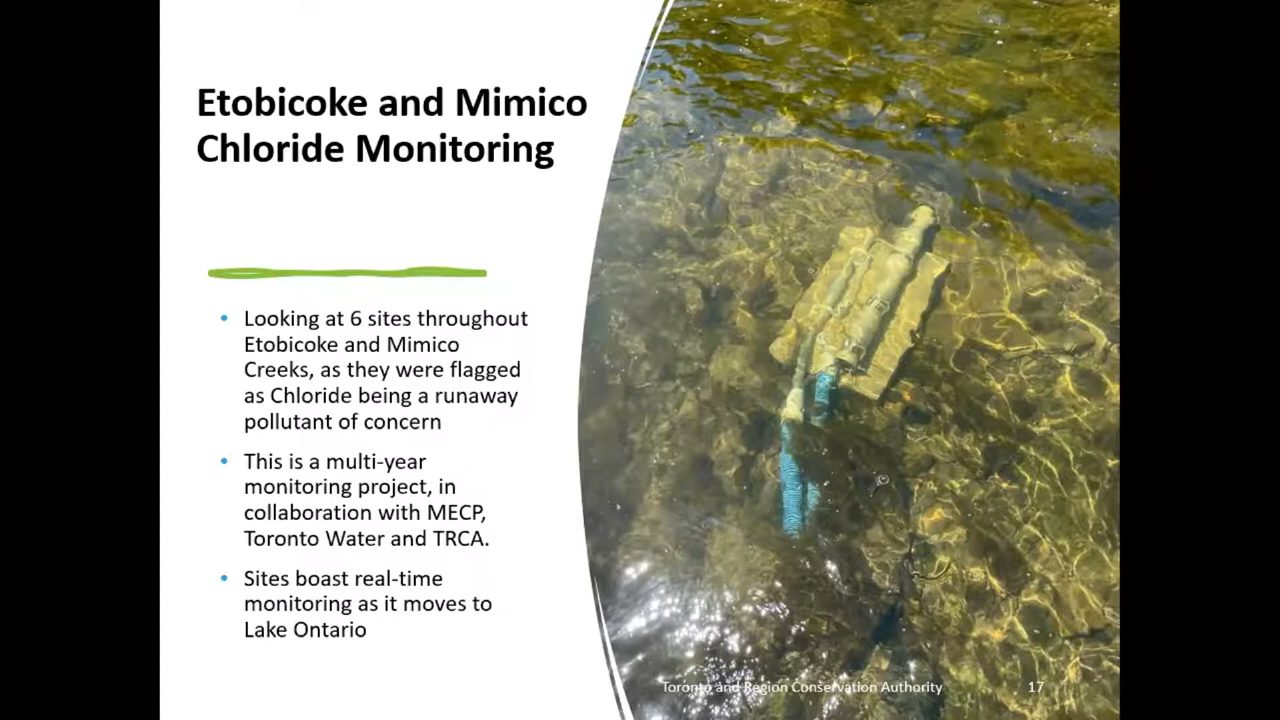 Etobicoke and Mimico
Chloride Monitoring
• Looking at 6 sites throughout
Etobicoke and Mimico
Creeks, as they were flagged
as Chloride being a runaway
pollutant of concern
• This is a multi-year
monitoring project, in
collaboration with MECP,
Toronto Water and TRCA.
• Sites boast real-time
monitoring as it moves to
Lake Ontario
Toronto and Region Conservation Authority 17